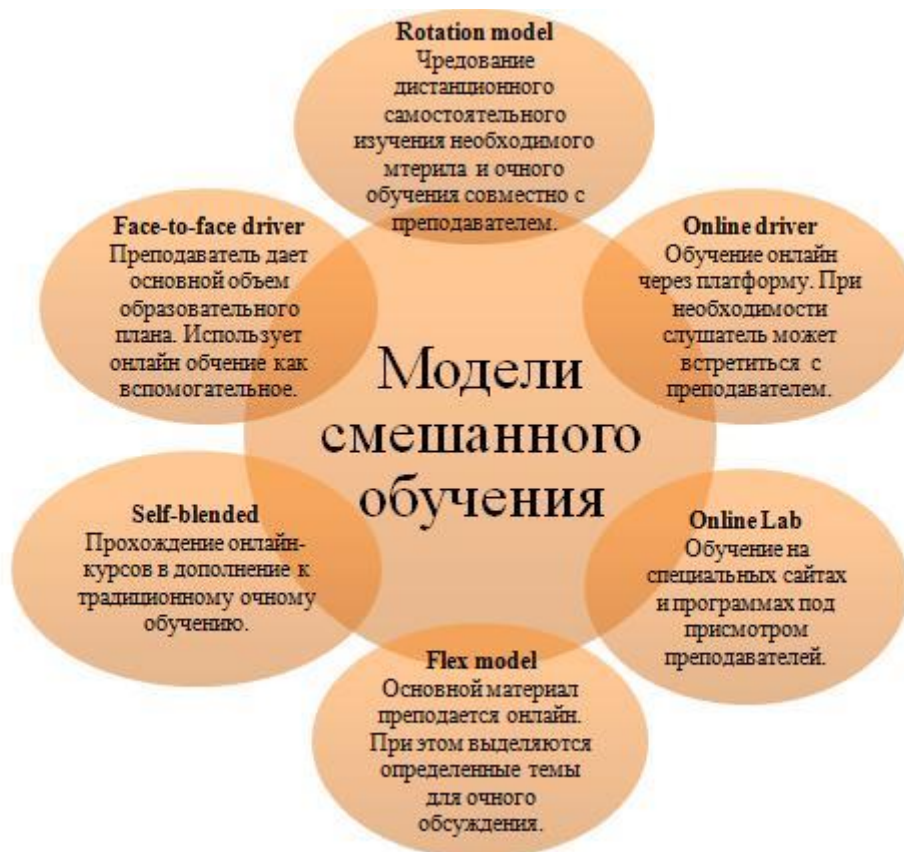 Rotation model
Чредование
дистанционного
самостоятельного
изучения необходимого
мтерила и очного
обучения совместно с
преподавателем.
Face-to-face driver
Преподаватель дает
основной объем
образовательного
плана. Использует
онлайн обчение как
вспомогательное.
Online driver
Обучение онлайн
через платформу. При
необходимости
слушатель может
встретиться с
преподавателем.
Модели
смешанного
обучения
Self-blended
Прохождение онлайн-
курсов в дополнение к
традиционному очному
обучению.
Online Lab
Обучение на
специальных сайтах
и программах под
присмотром
преподавателей.
Flex model
Основной материал
преподается онлайн.
При этом выделяются
определенные темы
для очного
обсуждения.